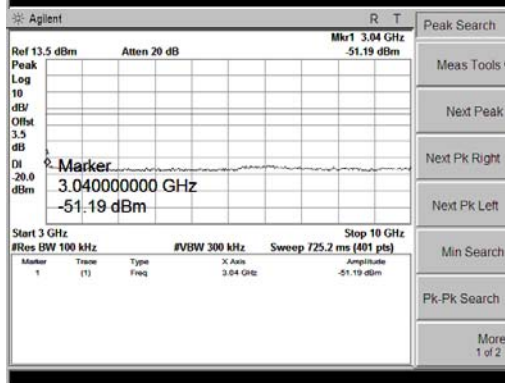 Agilent R T
Mkr1 3.04 GHz
Ref 13.5 dBm Atten 20 dB -51.19 dBm
Peak
Log
10
dB/
Offst
3.5
dB
DI
-20.0
dBm
1
Marker
3.040000000 GHz
-51.19 dBm
Start 3 GHz Stop 10 GHz
#Res BW 100 kHz #VBW 300 kHz Sweep 725.2 ms (401 pts)
Marker Trace Type X Axis Amplitude
1 (1) Freq 3.04 GHz -51.19 dBm
Peak Search
Meas Tools
Next Peak
Next Pk Right
Next Pk Left
Min Search
Pk-Pk Search
More
1 of 2